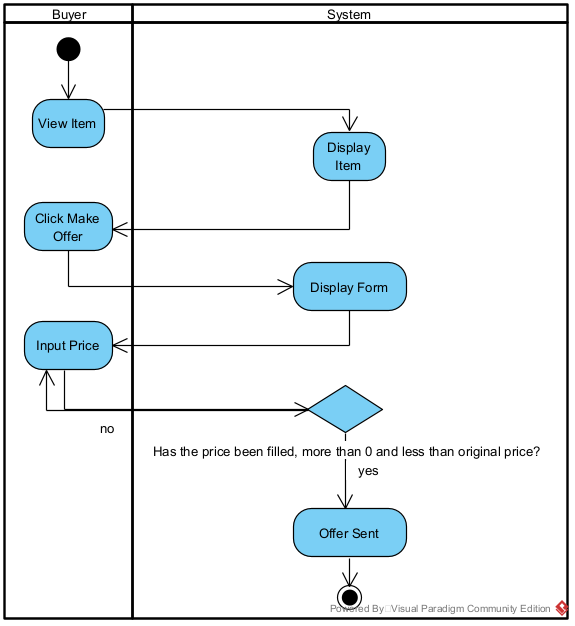 Buyer
System
View Item
Display
Item
Click Make
Offer
Display Form
Input Price
no
Has the price been filled, more than 0 and less than original price?
yes
Offer Sent
Powered By Visual Paradigm Community Edition